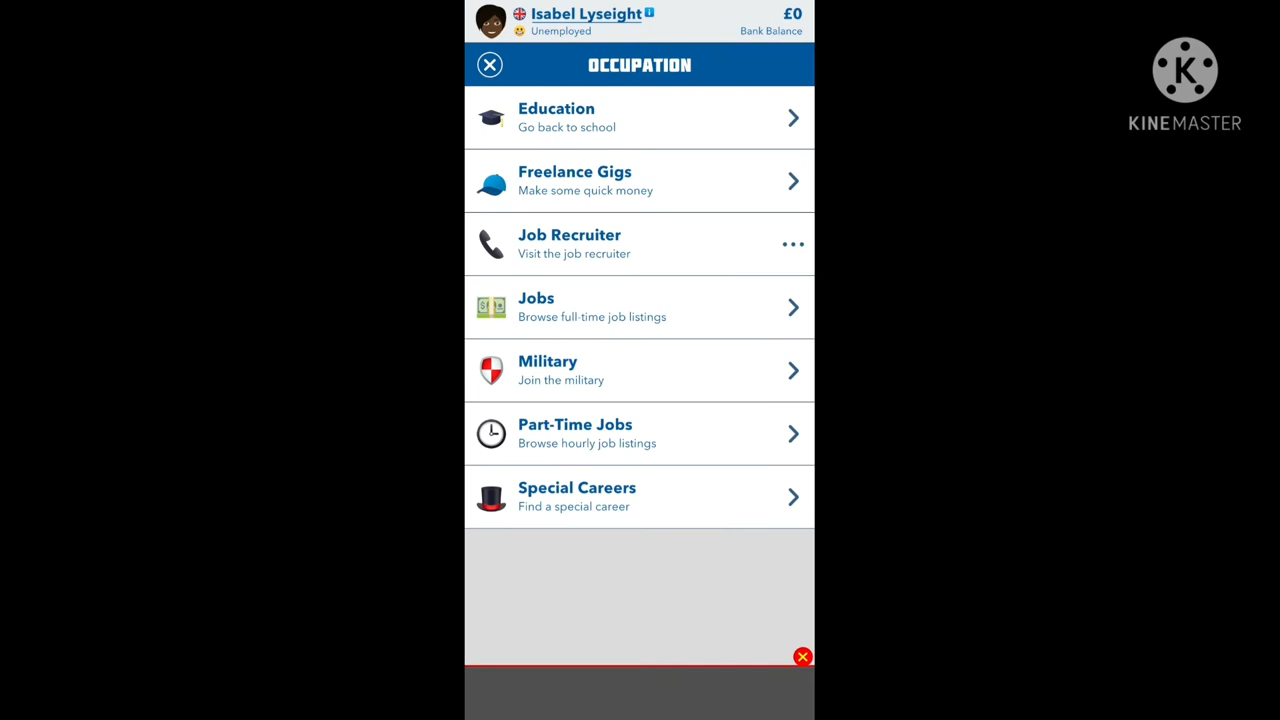 Isabel Lyseight
Unemployed
£0
Bank Balance
OCCUPATION
Education
Go back to school
Freelance Gigs
Make some quick money
Job Recruiter
Visit the job recruiter
Jobs
Browse full-time job listings
Military
Join the military
Part-Time Jobs
Browse hourly job listings
Special Careers
Find a special career
K
KINEMASTER